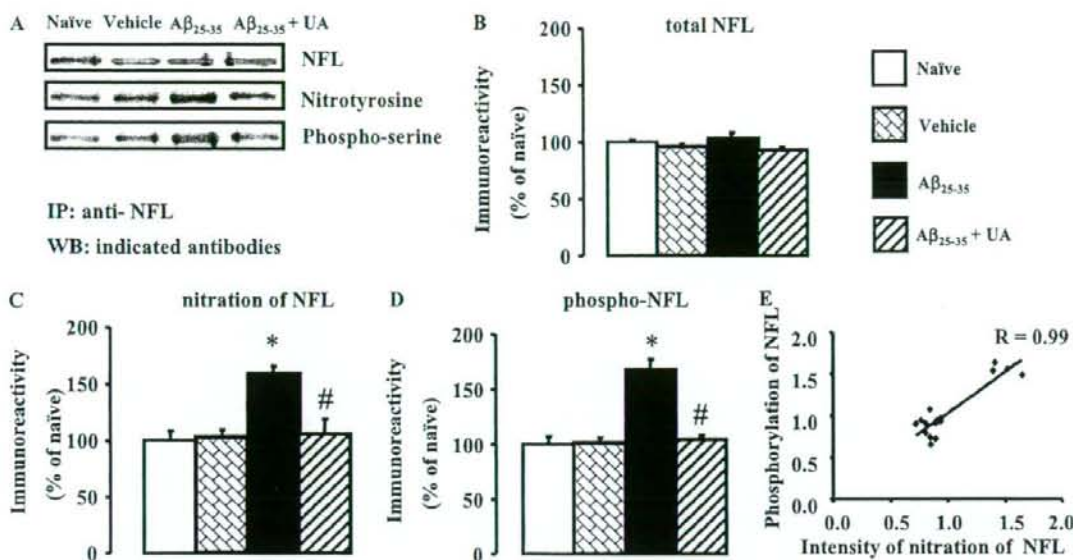 A
Naïve Vehicle Aβ25-35 Aβ25-35 + UA
NFL
Nitrotyrosine
Phospho-serine
IP: anti- NFL
WB: indicated antibodies
B
total NFL
Immunoreactivity
(% of naïve)
200
150
100
50
0
Naïve
Vehicle
Aβ25-35
Aβ25-35 + UA
C
nitration of NFL
Immunoreactivity
(% of naïve)
200
150
100
50
0
*
#
D
phospho-NFL
Immunoreactivity
(% of naïve)
200
150
100
50
0
*
#
E
Phosphorylation of NFL
2.0
1.5
1.0
0.5
0.0
R = 0.99
0.0 0.5 1.0 1.5 2.0
Intensity of nitration of NFL